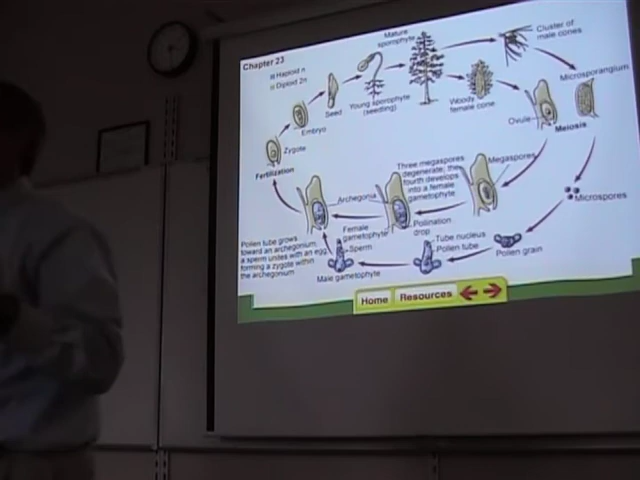 Chapter 23
Haploid n
Diploid 2n
Mature
sporophyte
Cluster of
male cones
Microsporangium
Young sporophyte
(seedling)
Woody
female cone
Seed
Embryo
Zygote
Fertilization
Ovule
Meiosis
Three megaspores
degenerate; the
fourth develops
into a female
gametophyte
Megaspores
Microspores
Archegonia
Female
gametophyte
Pollination
drop
Pollen tube grows
toward an archegonium;
a sperm unites with an egg,
forming a zygote within
the archegonium
Sperm
Male gametophyte
Tube nucleus
Pollen tube
Pollen grain
Home
Resources